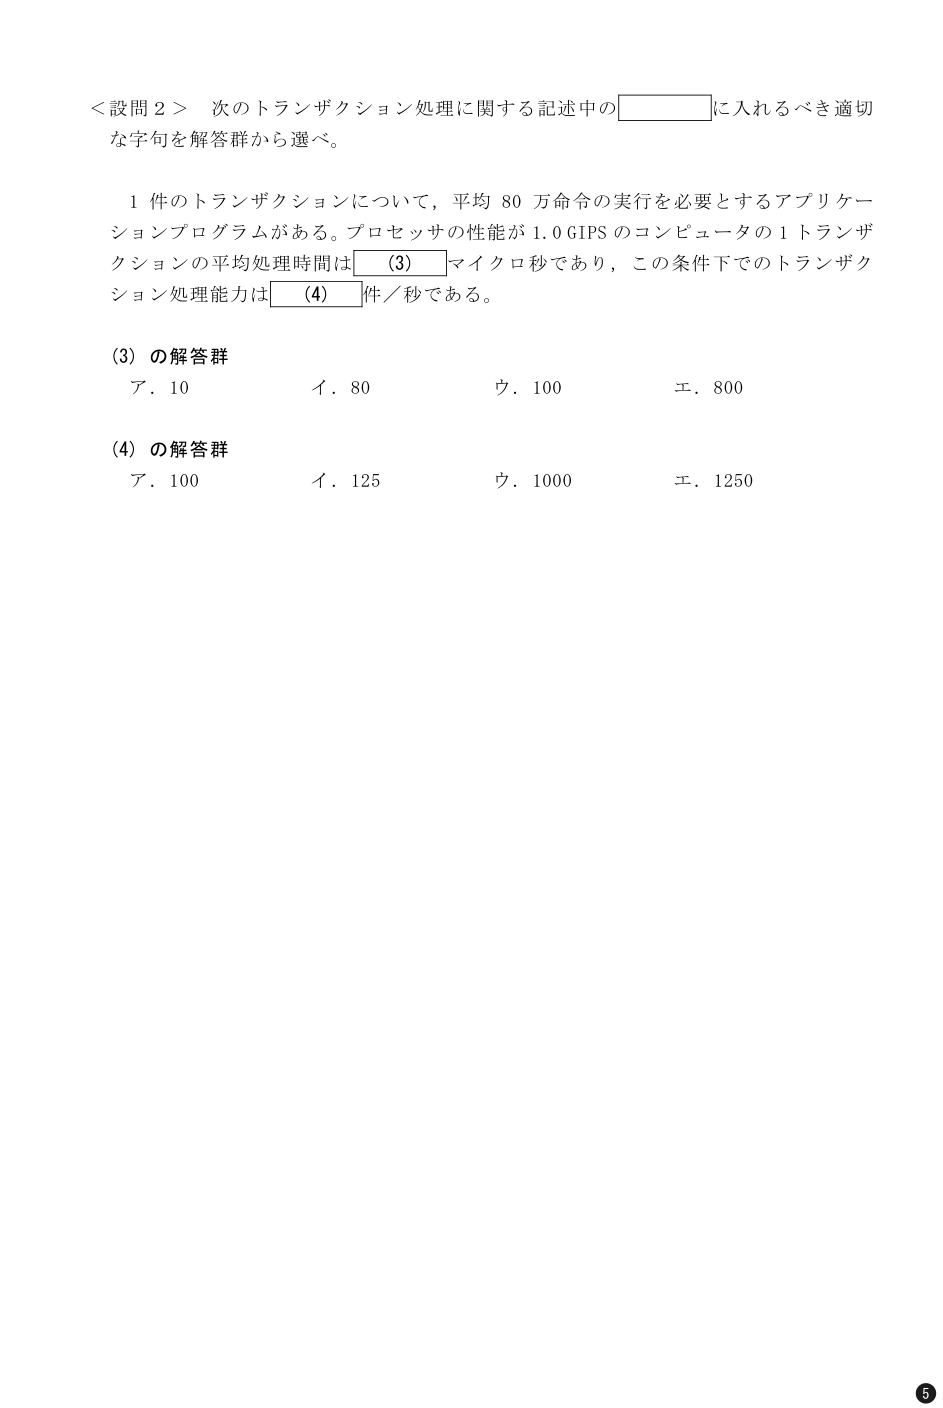 ＜設問２＞　次のトランザクション処理に関する記述中の　　　　に入れるべき適切
な字句を解答群から選べ。
1 件のトランザクションについて，平均 80 万命令の実行を必要とするアプリケー
ションプログラムがある。プロセッサの性能が 1.0 GIPS のコンピュータの 1 トランザ
クションの平均処理時間は (3) マイクロ秒であり，この条件下でのトランザク
ション処理能力は (4) 件／秒である。
(3) の解答群
ア．10　イ．80　ウ．100　エ．800
(4) の解答群
ア．100　イ．125　ウ．1000　エ．1250
5